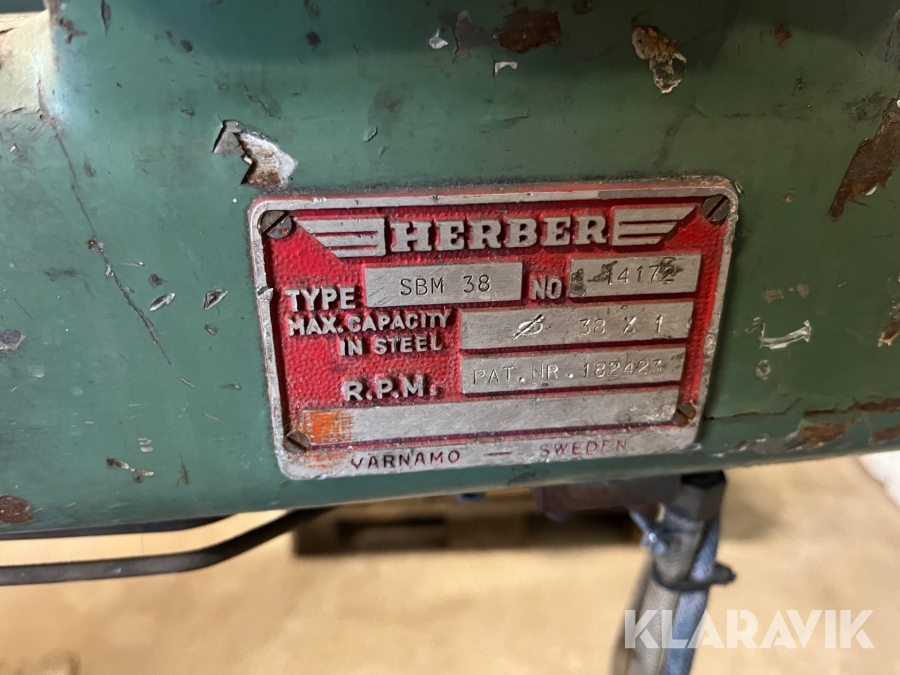 HERBER
TYPE SBM 38 NO 14172
MAX. CAPACITY
IN STEEL
38 X 1
R.P.M. PAT.NR.182423
VÄRNAMO — SWEDEN
KLARAVIK